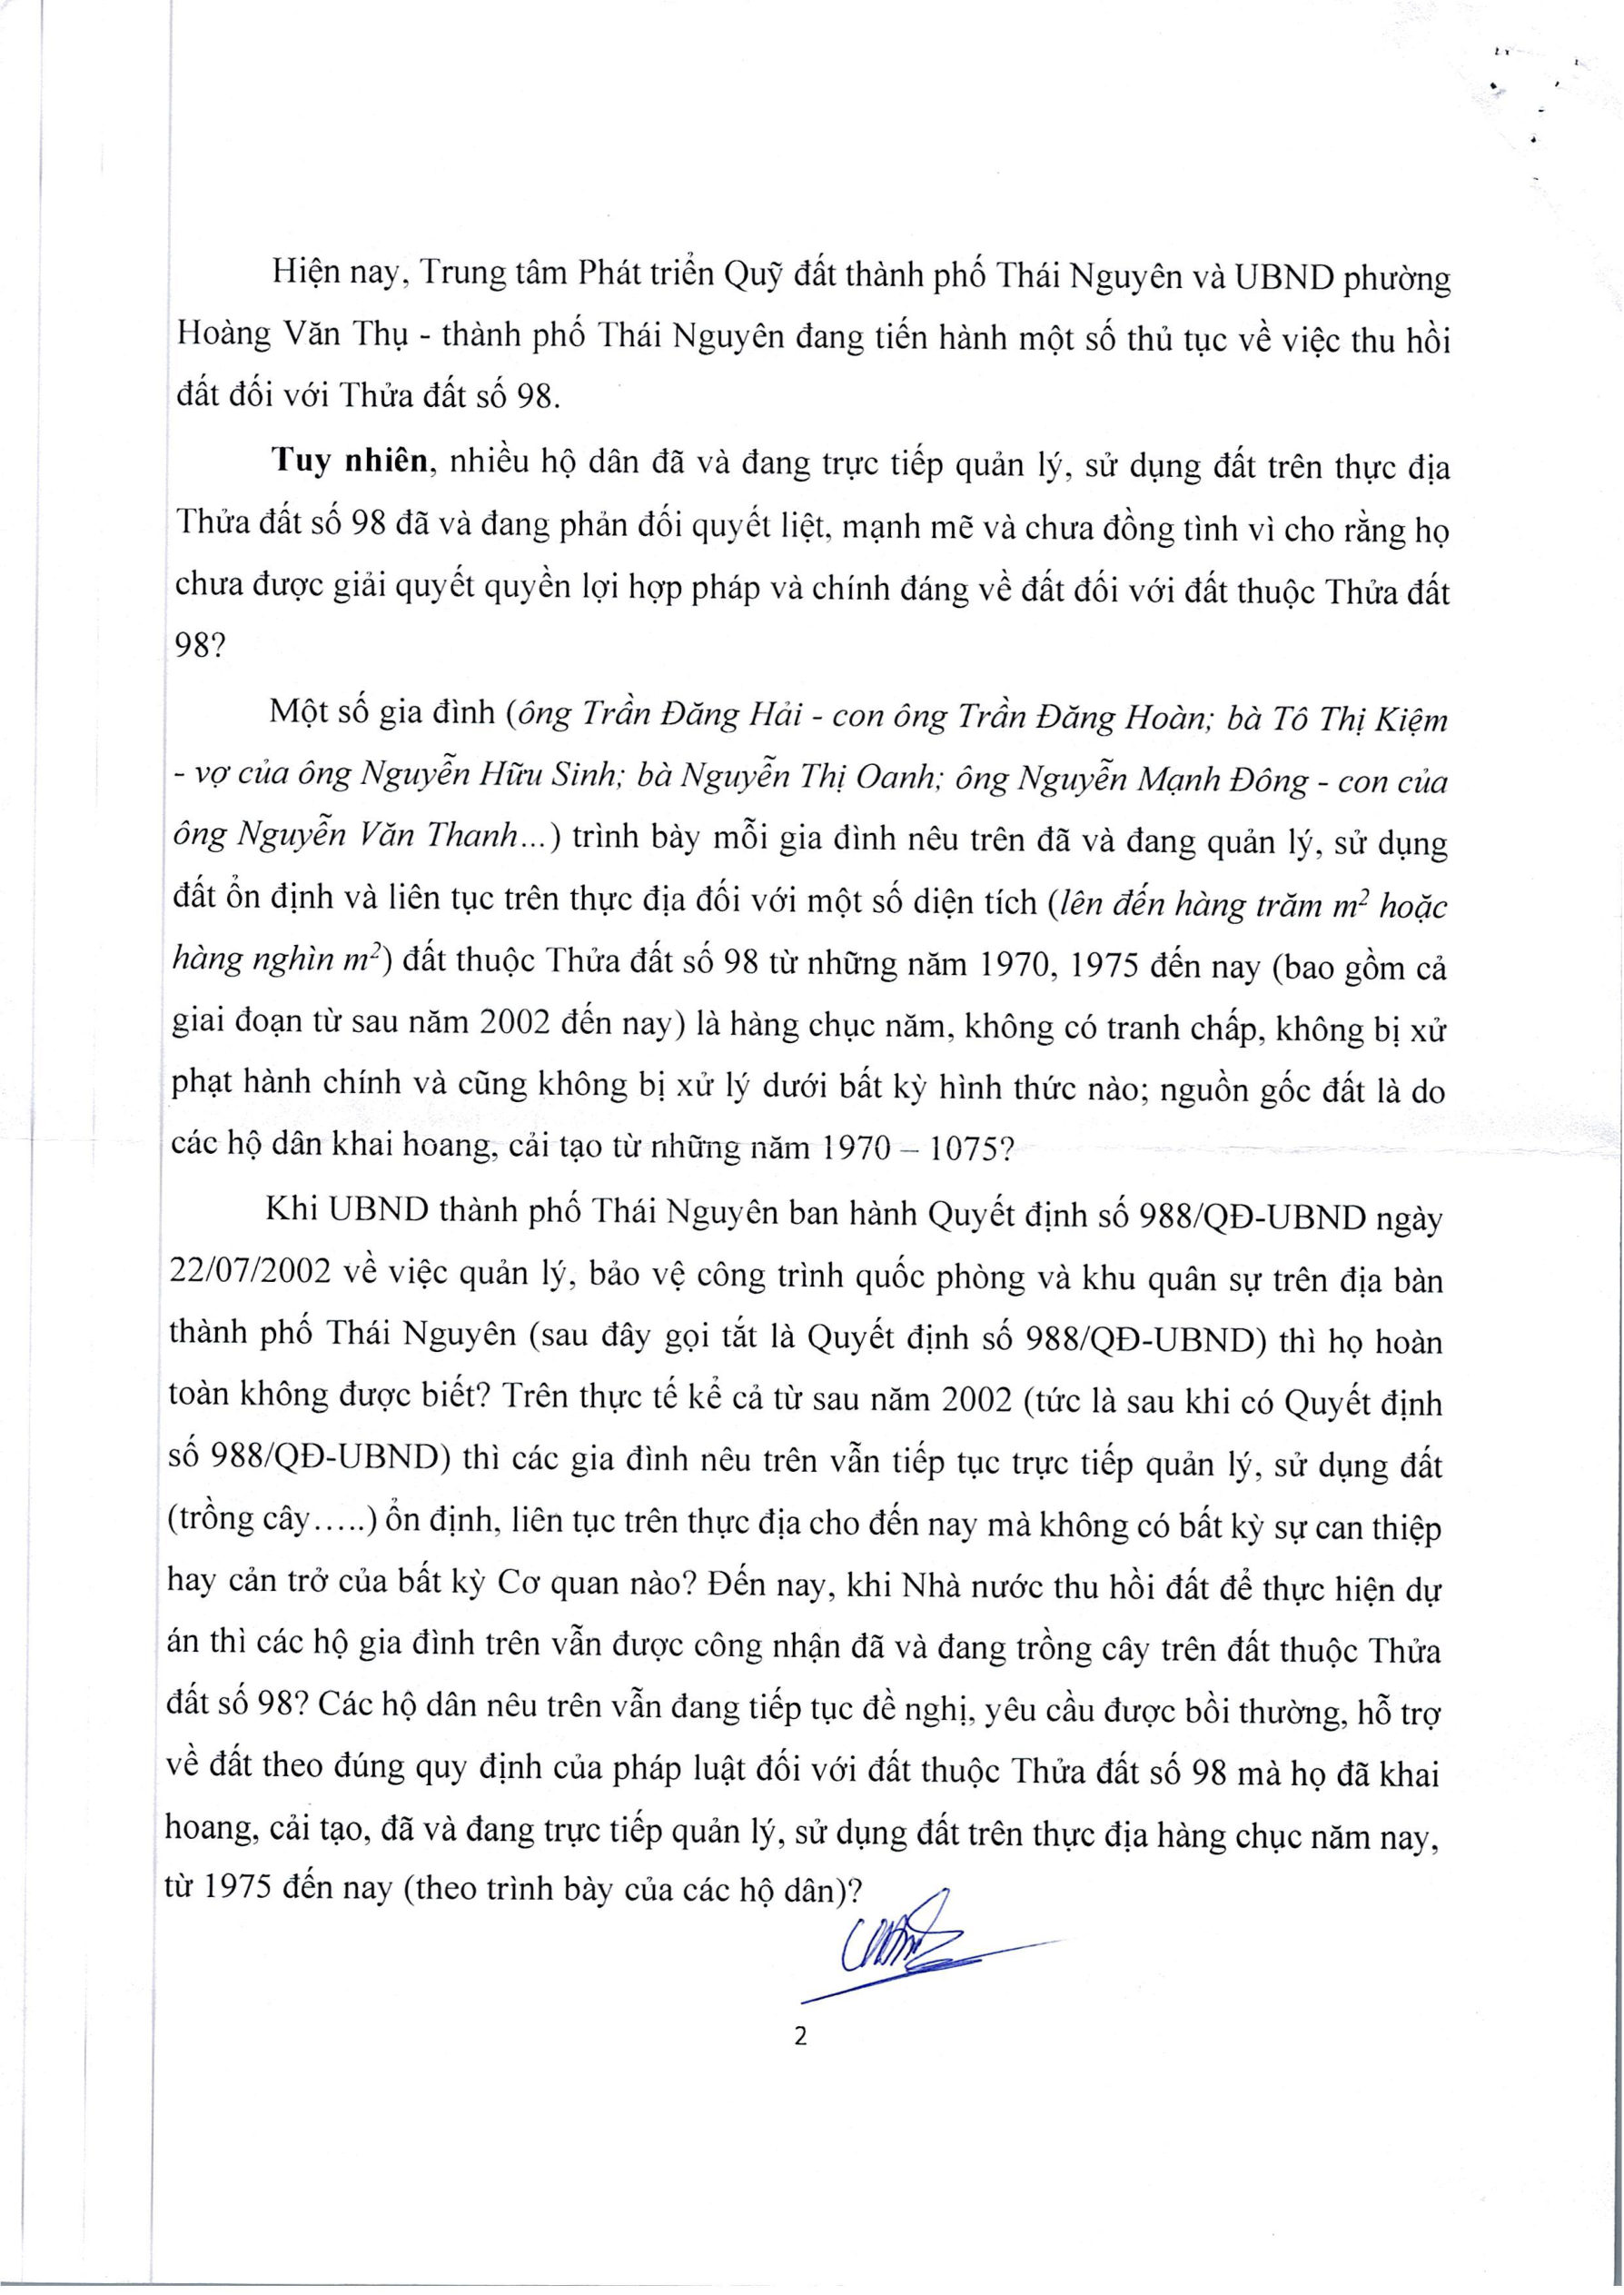 Hiện nay, Trung tâm Phát triển Quỹ đất thành phố Thái Nguyên và UBND phường
Hoàng Văn Thụ - thành phố Thái Nguyên đang tiến hành một số thủ tục về việc thu hồi
đất đối với Thửa đất số 98.
Tuy nhiên, nhiều hộ dân đã và đang trực tiếp quản lý, sử dụng đất trên thực địa
Thửa đất số 98 đã và đang phản đối quyết liệt, mạnh mẽ và chưa đồng tình vì cho rằng họ
chưa được giải quyết quyền lợi hợp pháp và chính đáng về đất đối với đất thuộc Thửa đất
98?
Một số gia đình (ông Trần Đăng Hải - con ông Trần Đăng Hoàn; bà Tô Thị Kiệm
- vợ của ông Nguyễn Hữu Sinh; bà Nguyễn Thị Oanh; ông Nguyễn Mạnh Đông - con của
ông Nguyễn Văn Thanh...) trình bày mỗi gia đình nêu trên đã và đang quản lý, sử dụng
đất ổn định và liên tục trên thực địa đối với một số diện tích (lên đến hàng trăm m² hoặc
hàng nghìn m²) đất thuộc Thửa đất số 98 từ những năm 1970, 1975 đến nay (bao gồm cả
giai đoạn từ sau năm 2002 đến nay) là hàng chục năm, không có tranh chấp, không bị xử
phạt hành chính và cũng không bị xử lý dưới bất kỳ hình thức nào; nguồn gốc đất là do
các hộ dân khai hoang, cải tạo từ những năm 1970 – 1075?
Khi UBND thành phố Thái Nguyên ban hành Quyết định số 988/QĐ-UBND ngày
22/07/2002 về việc quản lý, bảo vệ công trình quốc phòng và khu quân sự trên địa bàn
thành phố Thái Nguyên (sau đây gọi tắt là Quyết định số 988/QĐ-UBND) thì họ hoàn
toàn không được biết? Trên thực tế kể cả từ sau năm 2002 (tức là sau khi có Quyết định
số 988/QĐ-UBND) thì các gia đình nêu trên vẫn tiếp tục trực tiếp quản lý, sử dụng đất
(trồng cây.....) ổn định, liên tục trên thực địa cho đến nay mà không có bất kỳ sự can thiệp
hay cản trở của bất kỳ Cơ quan nào? Đến nay, khi Nhà nước thu hồi đất để thực hiện dự
án thì các hộ gia đình trên vẫn được công nhận đã và đang trồng cây trên đất thuộc Thửa
đất số 98? Các hộ dân nêu trên vẫn đang tiếp tục đề nghị, yêu cầu được bồi thường, hỗ trợ
về đất theo đúng quy định của pháp luật đối với đất thuộc Thửa đất số 98 mà họ đã khai
hoang, cải tạo, đã và đang trực tiếp quản lý, sử dụng đất trên thực địa hàng chục năm nay,
từ 1975 đến nay (theo trình bày của các hộ dân)?
2